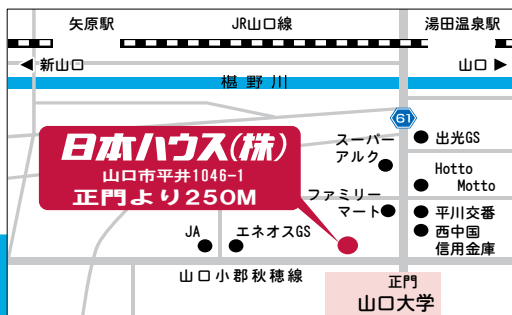 矢原駅
JR山口線
湯田温泉駅
新山口
山口
椹野川
61
日本ハウス(株)
山口市平井1046-1
正門より250M
スーパー
アルク
出光GS
Hotto
Motto
ファミリー
マート
平川交番
西中国
信用金庫
JA
エネオスGS
山口小郡秋穂線
正門
山口大学